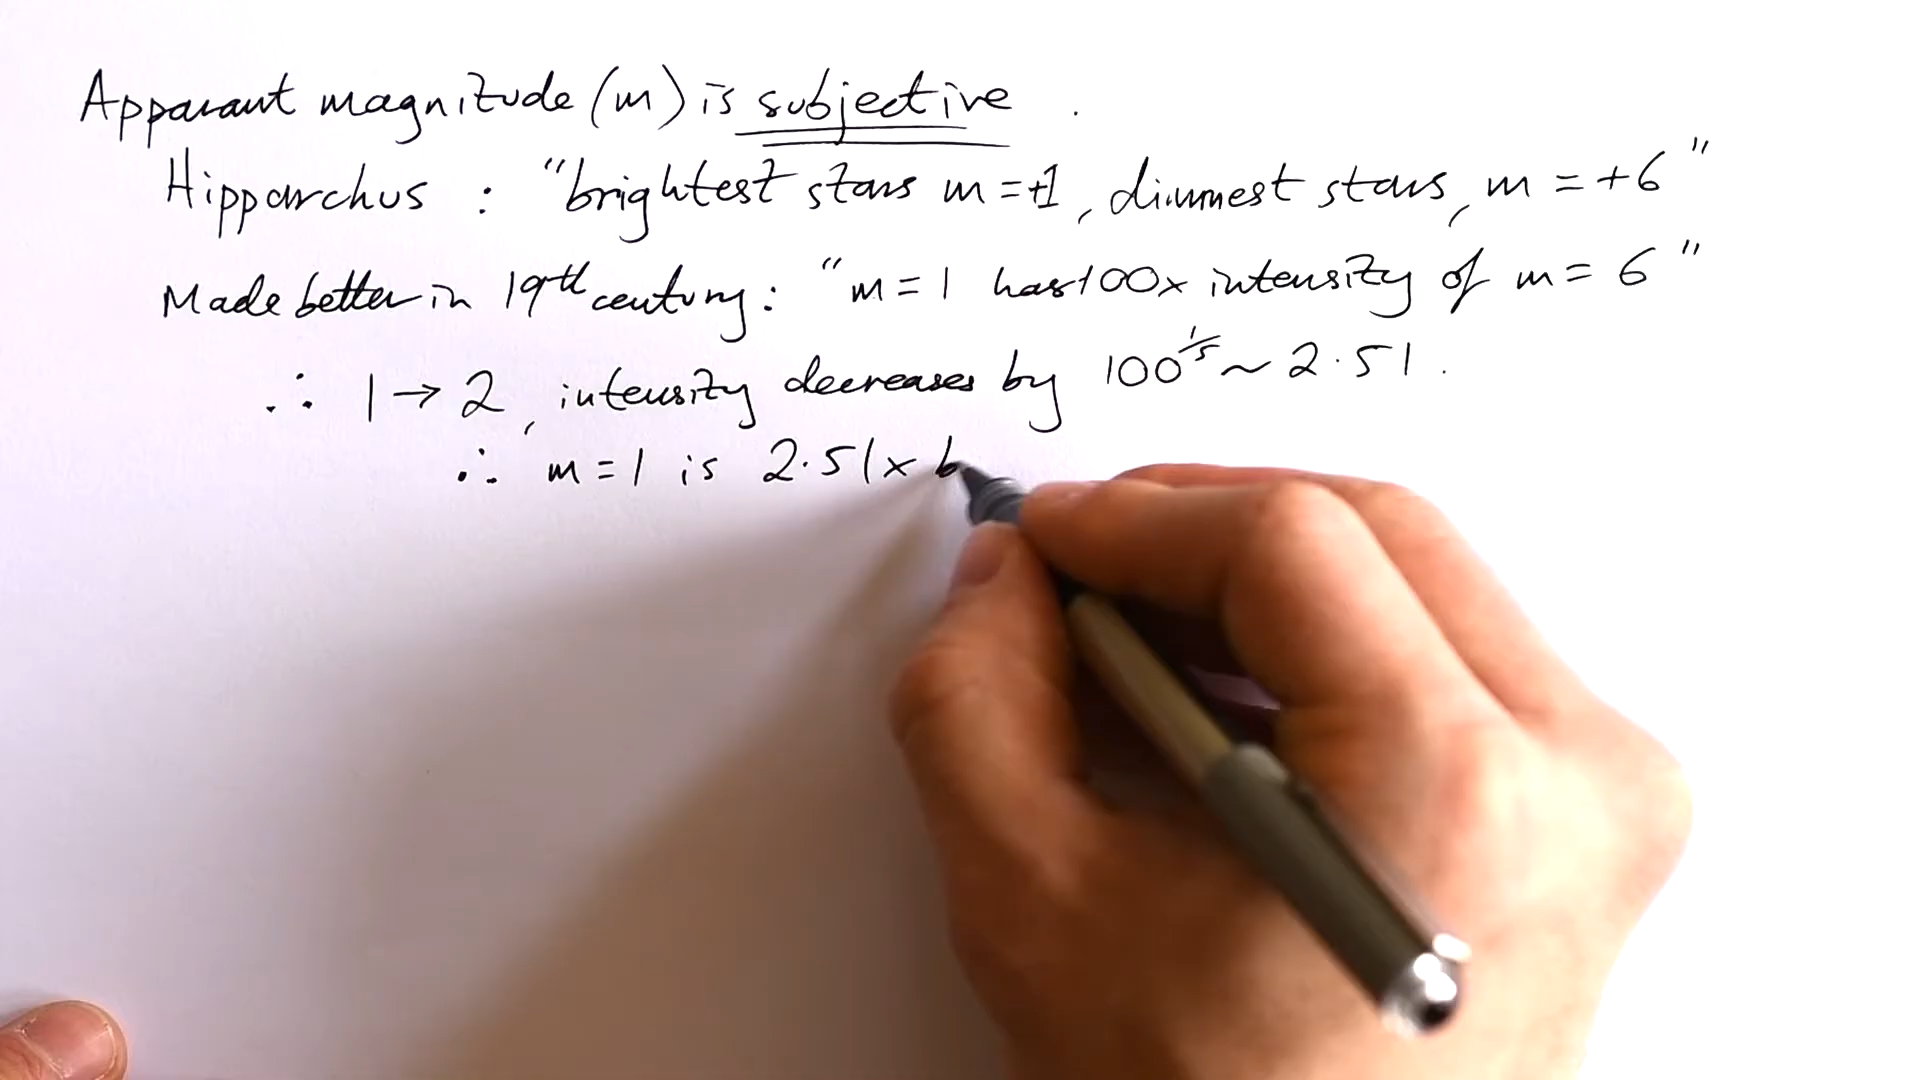 Apparant magnitude (m) is subjective
Hipparchus : "brightest stars m=+1, dimmest stars, m = +6"
Made better in 19th century: "m=1 has 100x intensity of m= 6"
∴ 1→2, intensity decreases by 100^1/5 ~ 2.51.
∴ m=1 is 2.51x b